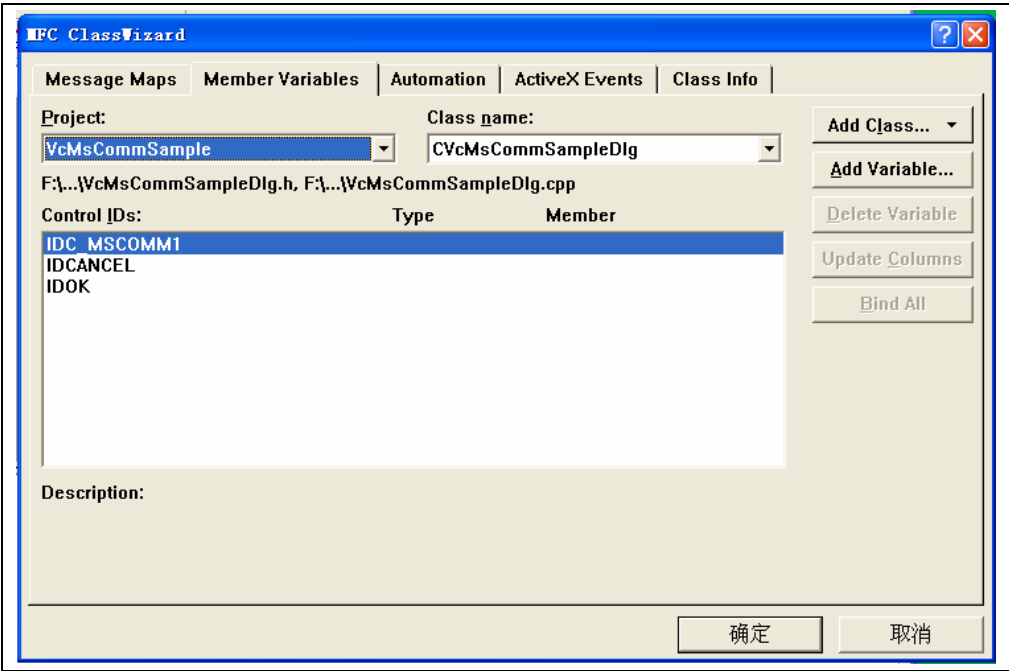 MFC ClassWizard
Message Maps Member Variables Automation ActiveX Events Class Info
Project: Class name:
VcMsCommSample CVcMsCommSampleDlg
F:\...\VcMsCommSampleDlg.h, F:\...\VcMsCommSampleDlg.cpp
Control IDs: Type Member
IDC_MSCOMM1
IDCANCEL
IDOK
Description:
Add Class...
Add Variable...
Delete Variable
Update Columns
Bind All
确定 取消